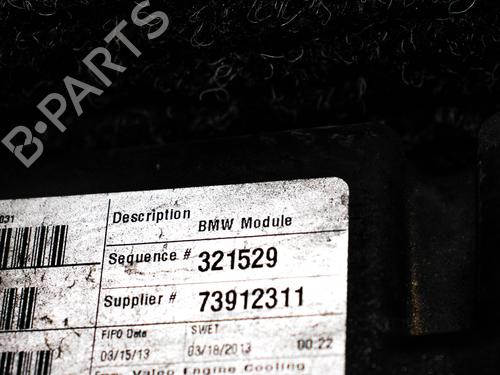 B-PARTS
031
Description BMW Module
Sequence # 321529
Supplier # 73912311
FIFO Date SWET
03/15/13 03/18/2013 00:22
Valeo Engine Cooling